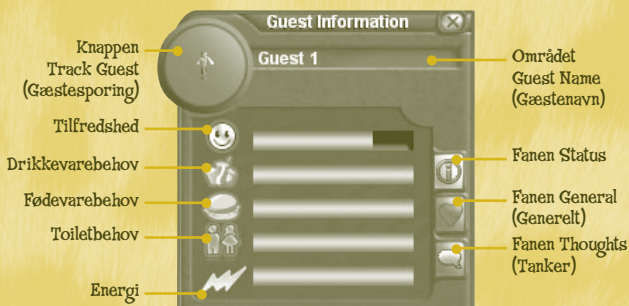 Guest Information
Guest 1
Knappen
Track Guest
(Gæstesporing)
Tilfredshed
Drikkevarebehov
Fødevarebehov
Toiletbehov
Energi
Området
Guest Name
(Gæstenavn)
Fanen Status
Fanen General
(Generelt)
Fanen Thoughts
(Tanker)